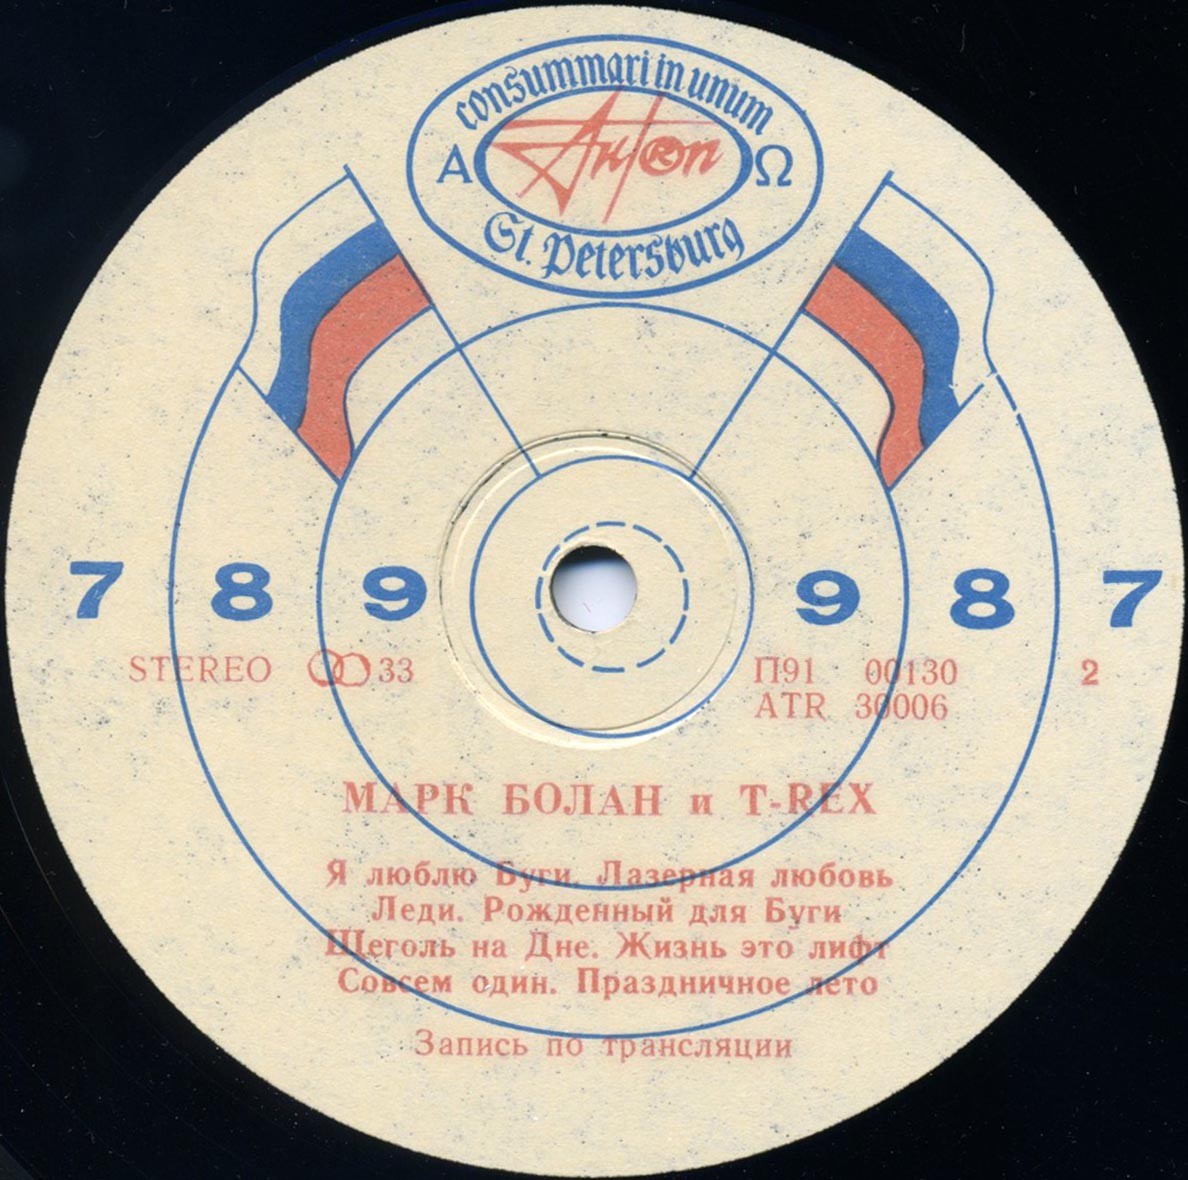 consummari in unum
А Ω
АнтRоп
St. Petersburg
7 8 9 9 8 7
STEREO 33 П91 00130 2
ATR 30006
МАРК БОЛАН и T-REX
Я люблю Буги. Лазерная любовь
Леди. Рожденный для Буги
Щеголь на Дне. Жизнь это лифт
Совсем один. Праздничное лето
Запись по трансляции